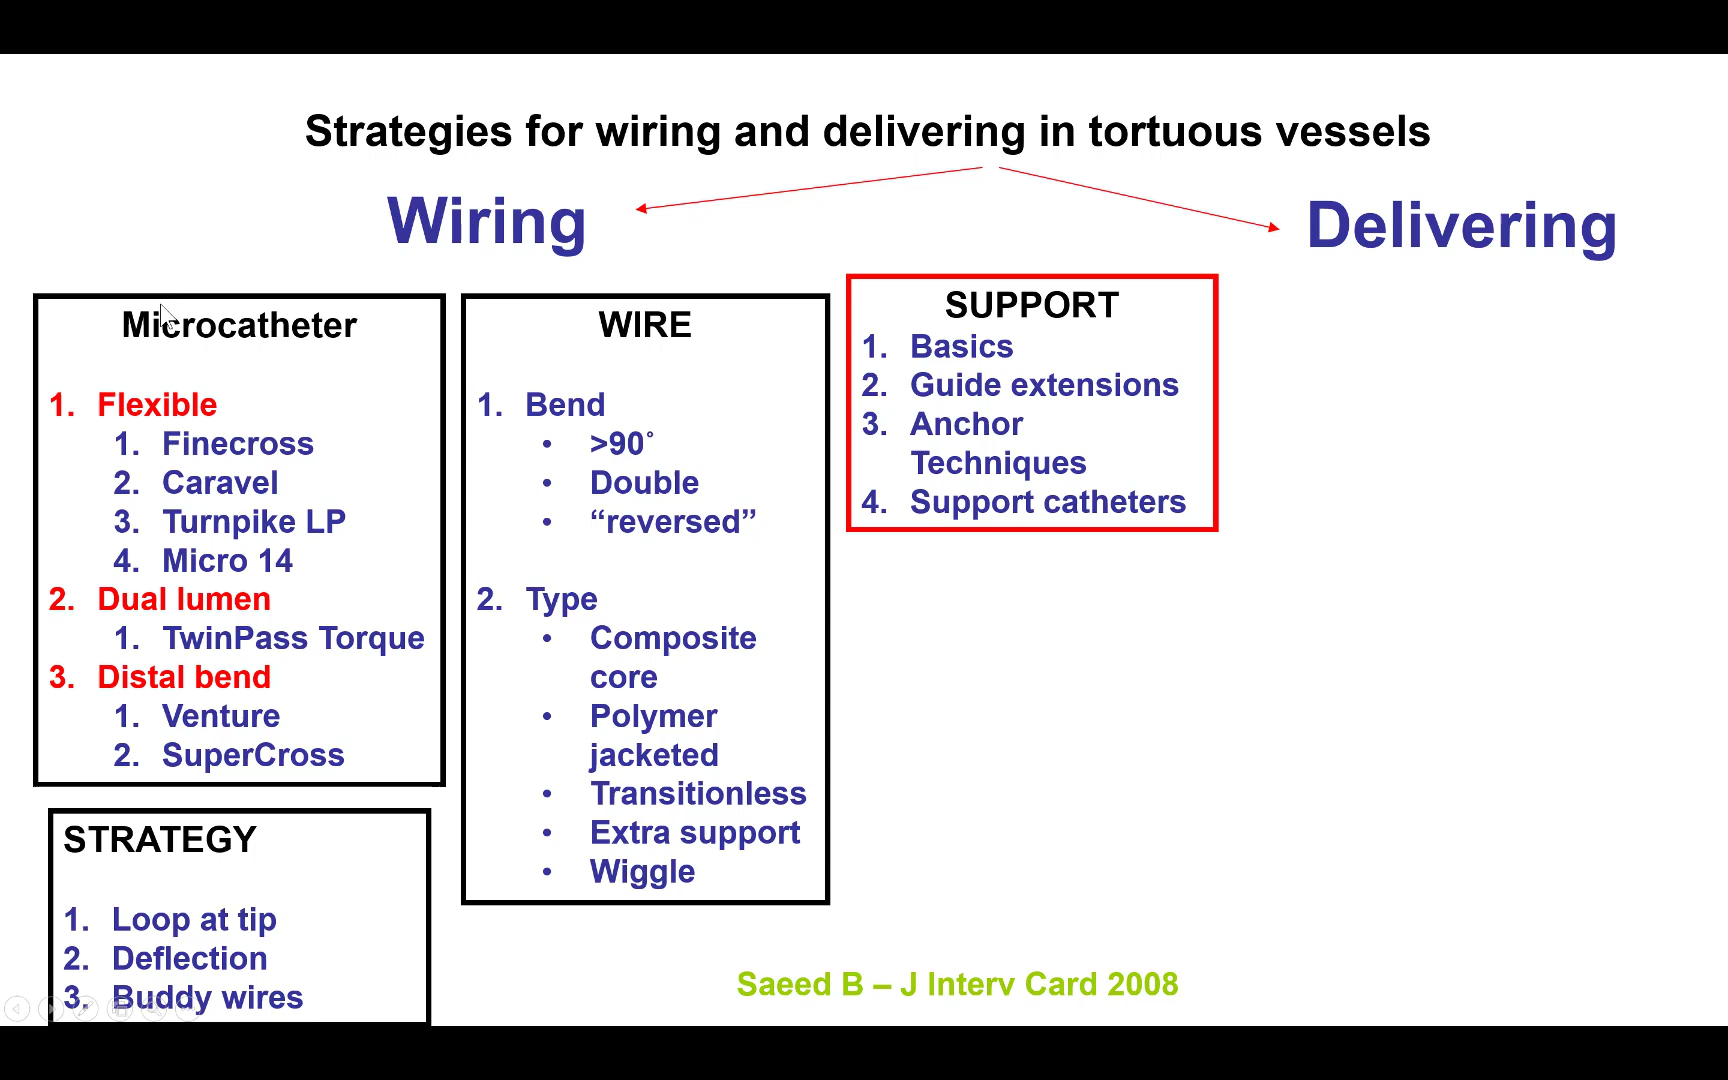 Strategies for wiring and delivering in tortuous vessels
Wiring
Delivering
Microcatheter
1. Flexible
1. Finecross
2. Caravel
3. Turnpike LP
4. Micro 14
2. Dual lumen
1. TwinPass Torque
3. Distal bend
1. Venture
2. SuperCross
STRATEGY
1. Loop at tip
2. Deflection
3. Buddy wires
WIRE
1. Bend
• >90˚
• Double
• “reversed”
2. Type
• Composite
core
• Polymer
jacketed
• Transitionless
• Extra support
• Wiggle
SUPPORT
1. Basics
2. Guide extensions
3. Anchor
Techniques
4. Support catheters
Saeed B – J Interv Card 2008